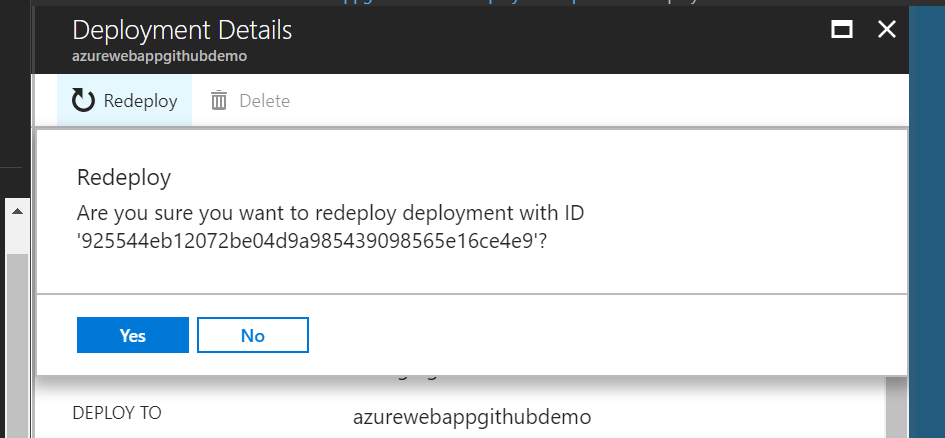 Deployment Details
azurewebappgithubdemo
Redeploy Delete
Redeploy
Are you sure you want to redeploy deployment with ID
'925544eb12072be04d9a985439098565e16ce4e9'?
Yes No
DEPLOY TO azurewebappgithubdemo